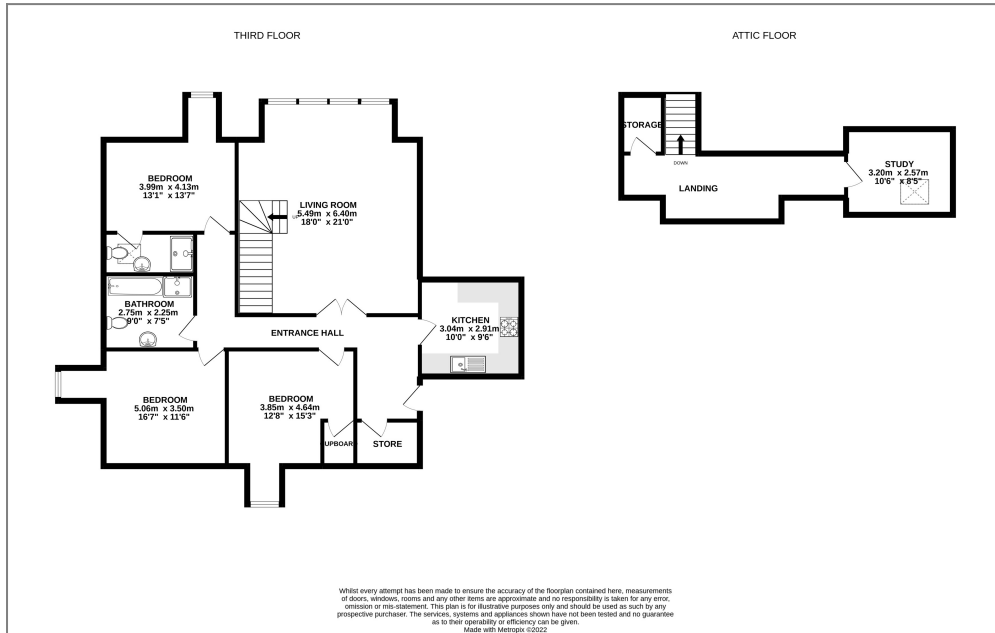 THIRD FLOOR
ATTIC FLOOR
BEDROOM
3.99m x 4.13m
13'1" x 13'7"
LIVING ROOM
5.49m x 6.40m
18'0" x 21'0"
BATHROOM
2.75m x 2.25m
9'0" x 7'5"
ENTRANCE HALL
KITCHEN
3.04m x 2.91m
10'0" x 9'6"
BEDROOM
5.06m x 3.50m
16'7" x 11'6"
BEDROOM
3.85m x 4.64m
12'8" x 15'3"
UPBOAR
STORE
STORAGE
DOWN
LANDING
STUDY
3.20m x 2.57m
10'6" x 8'5"
Whilst every attempt has been made to ensure the accuracy of the floorplan contained here, measurements
of doors, windows, rooms and any other items are approximate and no responsibility is taken for any error,
omission or mis-statement. This plan is for illustrative purposes only and should be used as such by any
prospective purchaser. The services, systems and appliances shown have not been tested and no guarantee
as to their operability or efficiency can be given.
Made with Metropix ©2022